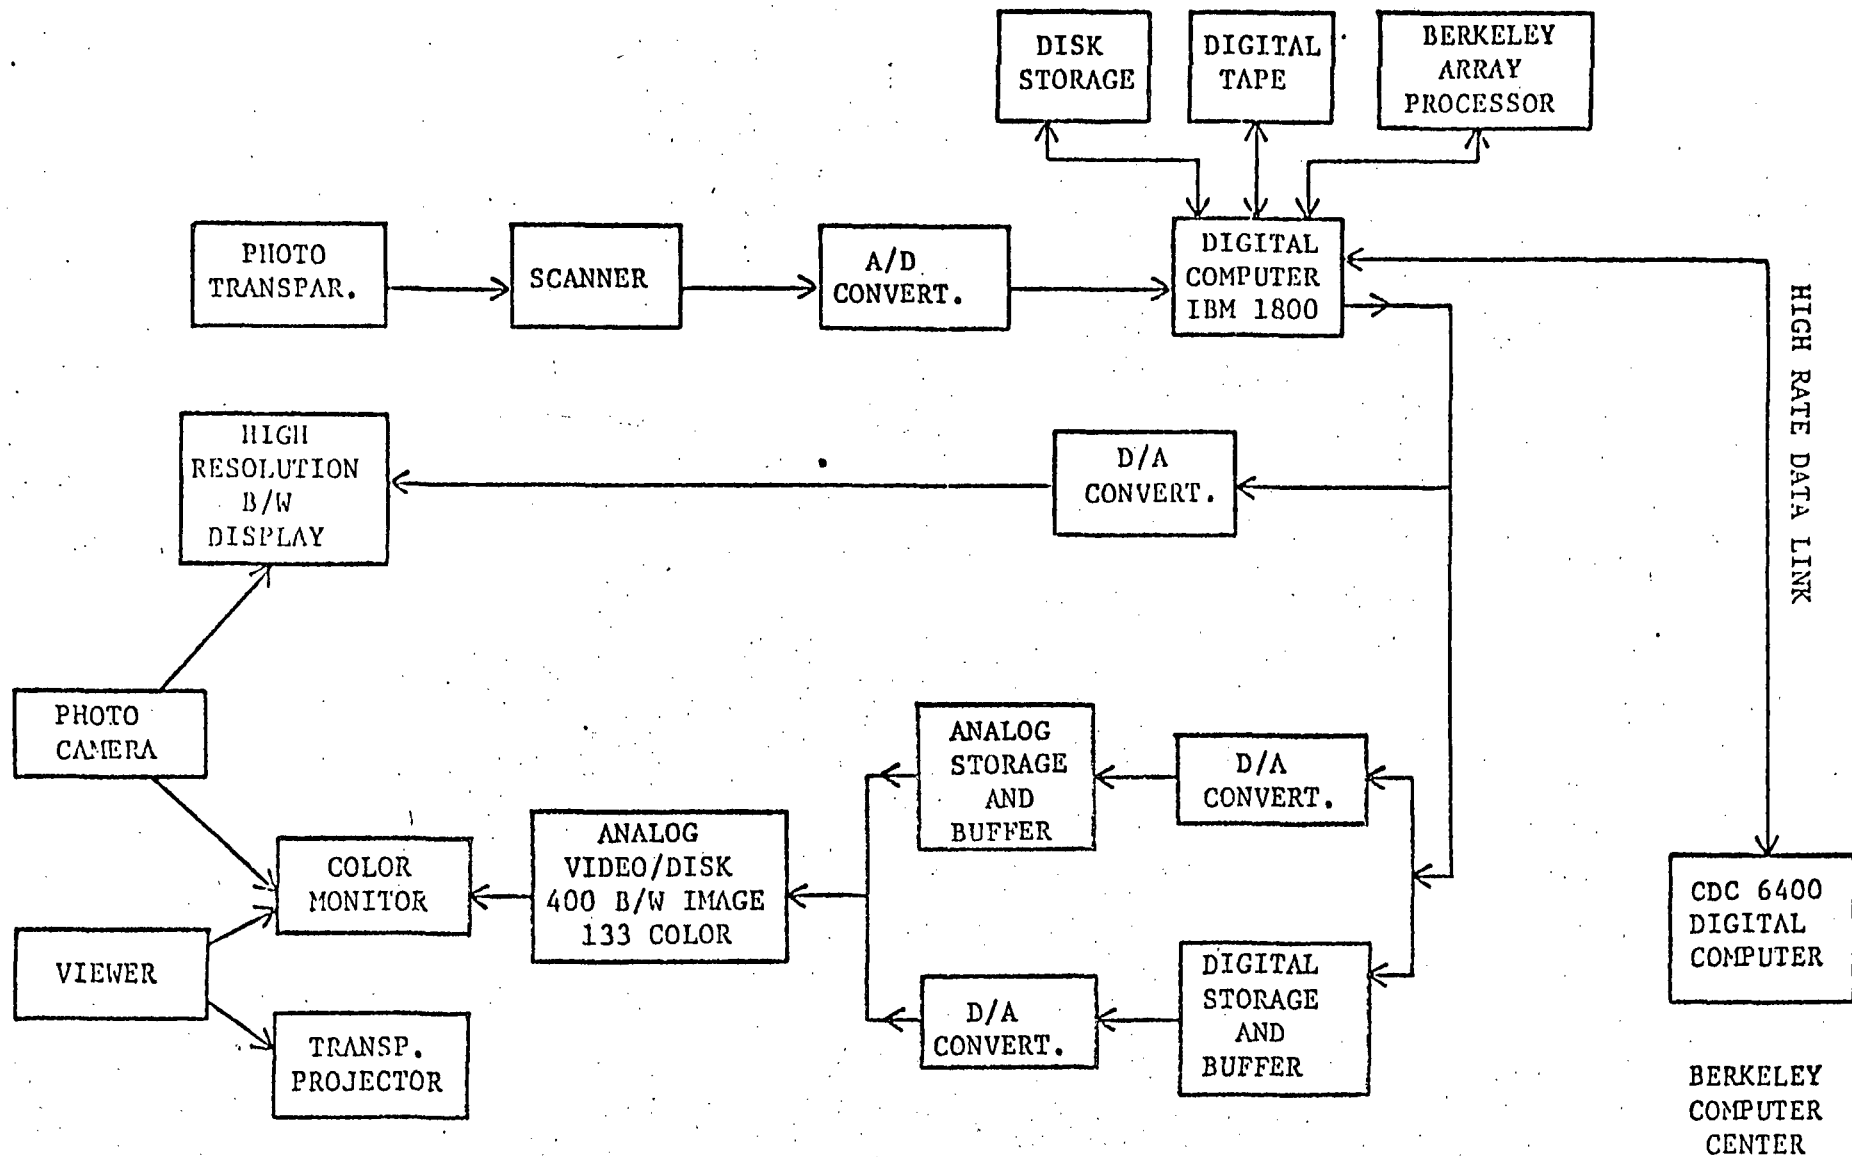 DISK
STORAGE
DIGITAL
TAPE
BERKELEY
ARRAY
PROCESSOR
PHOTO
TRANSPAR.
SCANNER
A/D
CONVERT.
DIGITAL
COMPUTER
IBM 1800
HIGH RATE DATA LINK
HIGH
RESOLUTION
B/W
DISPLAY
D/A
CONVERT.
PHOTO
CAMERA
ANALOG
STORAGE
AND
BUFFER
D/A
CONVERT.
COLOR
MONITOR
ANALOG
VIDEO/DISK
400 B/W IMAGE
133 COLOR
CDC 6400
DIGITAL
COMPUTER
VIEWER
D/A
CONVERT.
DIGITAL
STORAGE
AND
BUFFER
TRANSP.
PROJECTOR
BERKELEY
COMPUTER
CENTER